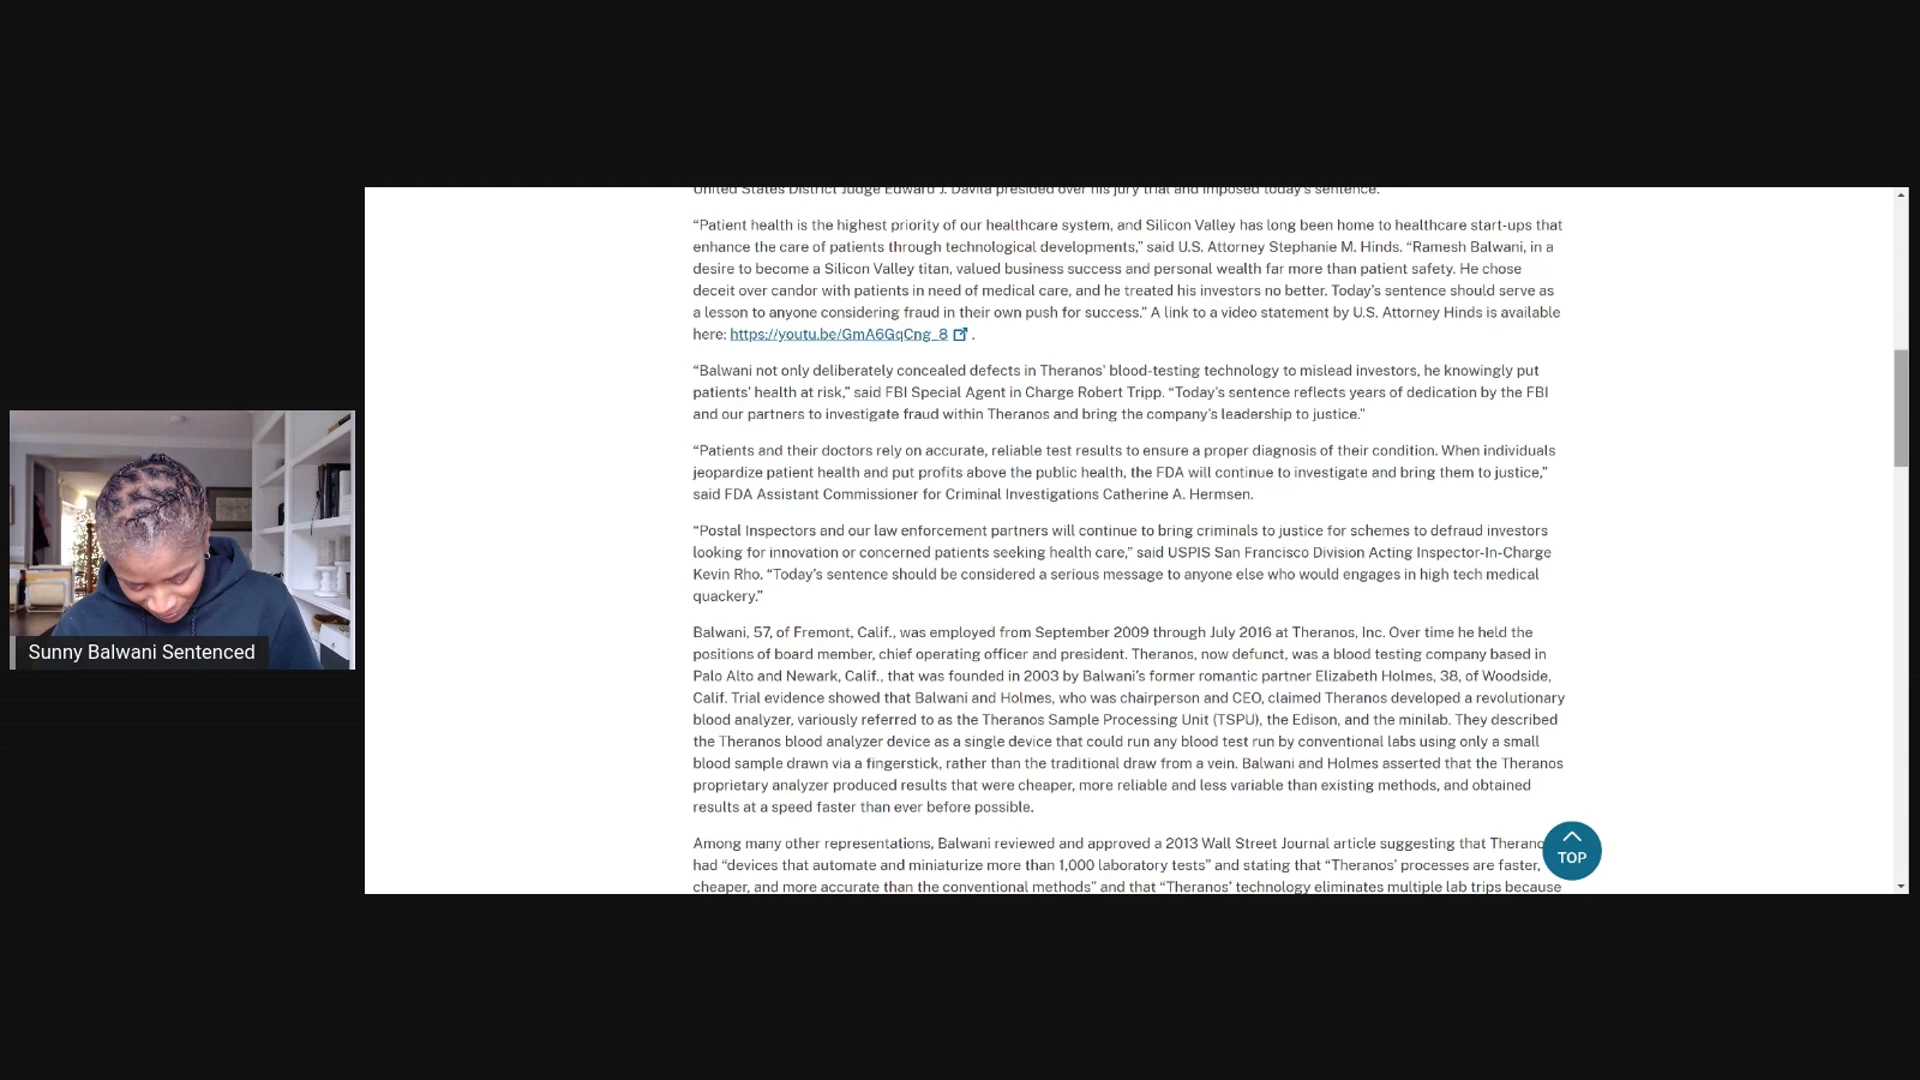 United States District Judge Edward J. Davila presided over his jury trial and imposed today's sentence.
“Patient health is the highest priority of our healthcare system, and Silicon Valley has long been home to healthcare start-ups that
enhance the care of patients through technological developments,” said U.S. Attorney Stephanie M. Hinds. “Ramesh Balwani, in a
desire to become a Silicon Valley titan, valued business success and personal wealth far more than patient safety. He chose
deceit over candor with patients in need of medical care, and he treated his investors no better. Today’s sentence should serve as
a lesson to anyone considering fraud in their own push for success.” A link to a video statement by U.S. Attorney Hinds is available
here: https://youtu.be/GmA6GqCng_8 .
“Balwani not only deliberately concealed defects in Theranos' blood-testing technology to mislead investors, he knowingly put
patients’ health at risk,” said FBI Special Agent in Charge Robert Tripp. “Today's sentence reflects years of dedication by the FBI
and our partners to investigate fraud within Theranos and bring the company's leadership to justice.”
“Patients and their doctors rely on accurate, reliable test results to ensure a proper diagnosis of their condition. When individuals
jeopardize patient health and put profits above the public health, the FDA will continue to investigate and bring them to justice,”
said FDA Assistant Commissioner for Criminal Investigations Catherine A. Hermsen.
“Postal Inspectors and our law enforcement partners will continue to bring criminals to justice for schemes to defraud investors
looking for innovation or concerned patients seeking health care,” said USPIS San Francisco Division Acting Inspector-In-Charge
Kevin Rho. “Today’s sentence should be considered a serious message to anyone else who would engages in high tech medical
quackery.”
Balwani, 57, of Fremont, Calif., was employed from September 2009 through July 2016 at Theranos, Inc. Over time he held the
positions of board member, chief operating officer and president. Theranos, now defunct, was a blood testing company based in
Palo Alto and Newark, Calif., that was founded in 2003 by Balwani’s former romantic partner Elizabeth Holmes, 38, of Woodside,
Calif. Trial evidence showed that Balwani and Holmes, who was chairperson and CEO, claimed Theranos developed a revolutionary
blood analyzer, variously referred to as the Theranos Sample Processing Unit (TSPU), the Edison, and the minilab. They described
the Theranos blood analyzer device as a single device that could run any blood test run by conventional labs using only a small
blood sample drawn via a fingerstick, rather than the traditional draw from a vein. Balwani and Holmes asserted that the Theranos
proprietary analyzer produced results that were cheaper, more reliable and less variable than existing methods, and obtained
results at a speed faster than ever before possible.
Among many other representations, Balwani reviewed and approved a 2013 Wall Street Journal article suggesting that Theranos
had “devices that automate and miniaturize more than 1,000 laboratory tests” and stating that “Theranos’ processes are faster,
cheaper, and more accurate than the conventional methods” and that “Theranos’ technology eliminates multiple lab trips because
TOP
Sunny Balwani Sentenced